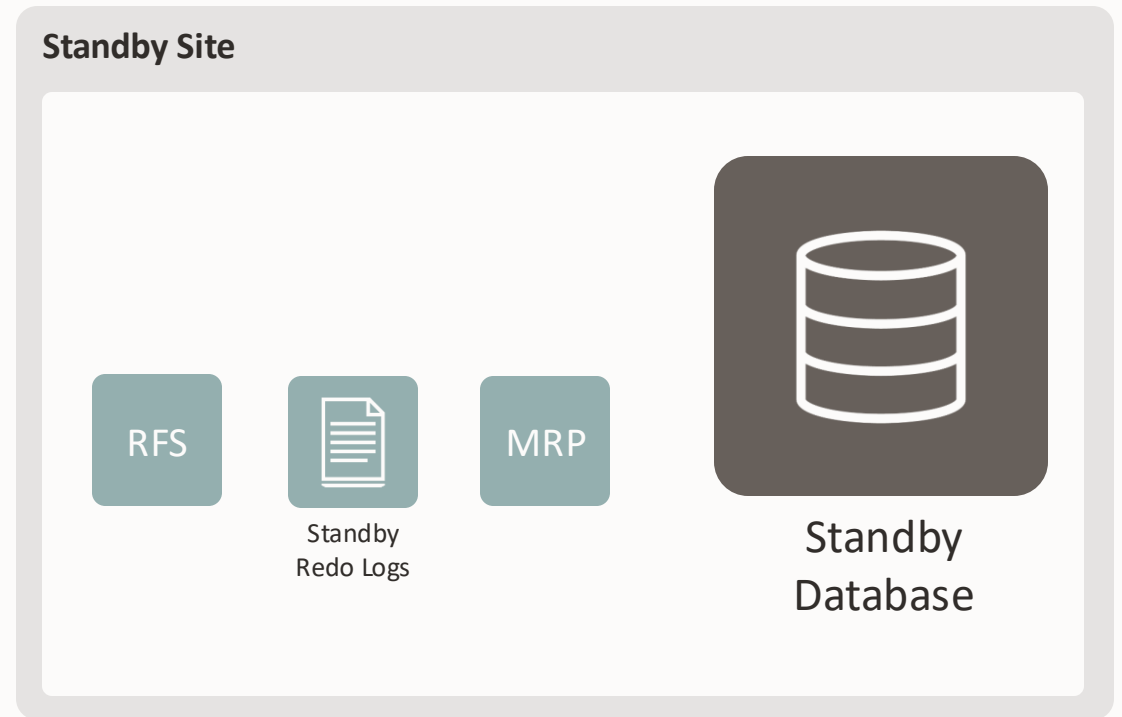 Standby Site
RFS
MRP
Standby
Redo Logs
Standby
Database